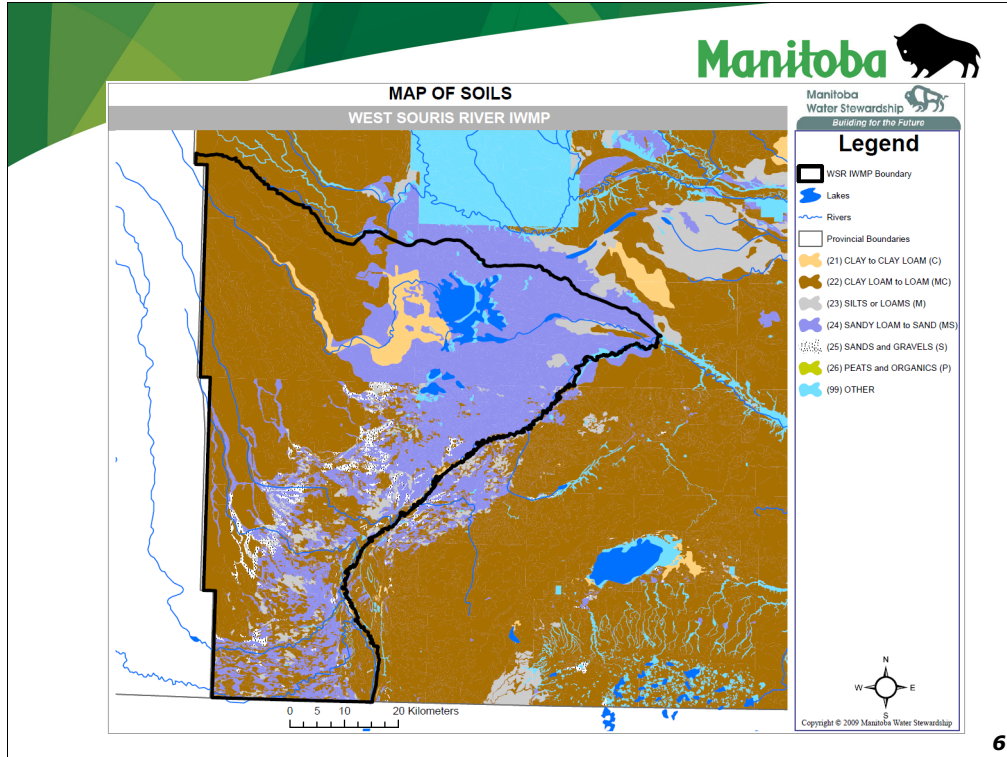 Manitoba
MAP OF SOILS
WEST SOURIS RIVER IWMP
Manitoba
Water Stewardship
Building for the Future
Legend
WSR IWMP Boundary
Lakes
Rivers
Provincial Boundaries
(21) CLAY to CLAY LOAM (C)
(22) CLAY LOAM to LOAM (MC)
(23) SILTS or LOAMS (M)
(24) SANDY LOAM to SAND (MS)
(25) SANDS and GRAVELS (S)
(26) PEATS and ORGANICS (P)
(99) OTHER
N
W E
S
0 5 10 20 Kilometers
Copyright © 2009 Manitoba Water Stewardship
6